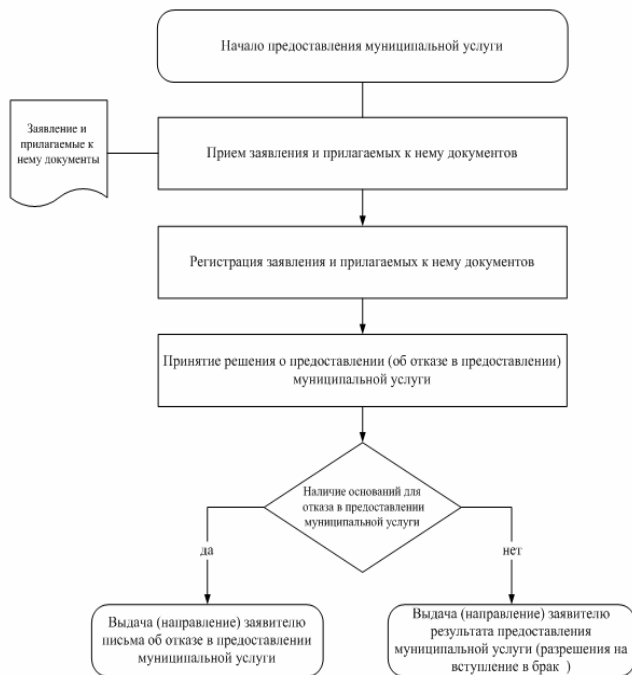 Начало предоставления муниципальной услуги
Заявление и
прилагаемые к
нему документы
Прием заявления и прилагаемых к нему документов
Регистрация заявления и прилагаемых к нему документов
Принятие решения о предоставлении (об отказе в предоставлении)
муниципальной услуги
Наличие оснований для
отказа в предоставлении
муниципальной услуги
да
нет
Выдача (направление) заявителю
письма об отказе в предоставлении
муниципальной услуги
Выдача (направление) заявителю
результата предоставления
муниципальной услуги (разрешения на
вступление в брак )